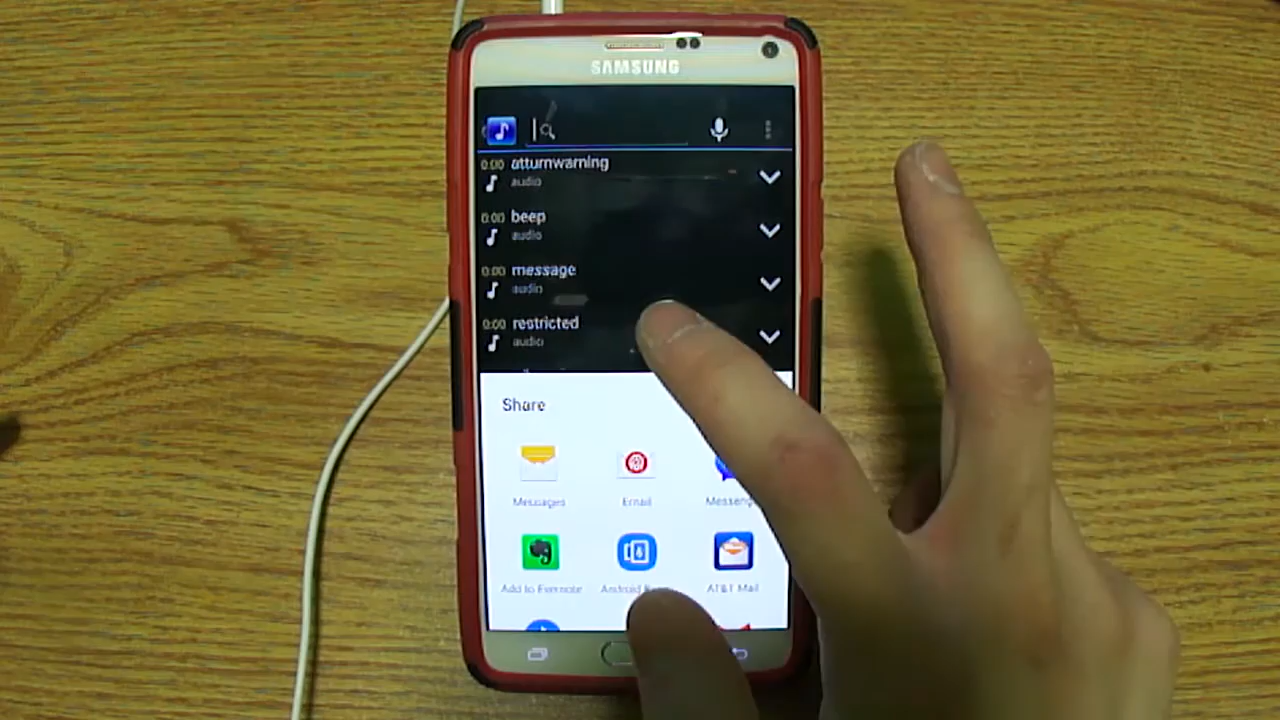 SAMSUNG
0:00 atturnwarning
audio
0:00 beep
audio
0:00 message
audio
0:00 restricted
audio
Share
Messages
Email
Add to Evernote
Android
AT&T Mail